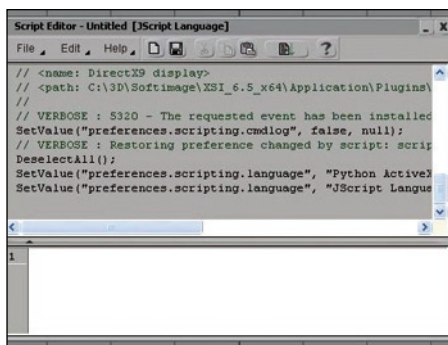 Script Editor - Untitled [JScript Language]
File Edit Help
// <name: DirectX9 display>
// <path: C:\3D\Softimage\XSI_6.5_x64\Application\Plugins\
//
// VERBOSE : 5320 - The requested event has been installed
SetValue("preferences.scripting.cmdlog", false, null);
// VERBOSE : Restoring preference changed by script: scrip
DeselectAll();
SetValue("preferences.scripting.language", "Python ActiveX
SetValue("preferences.scripting.language", "JScript Langua
1